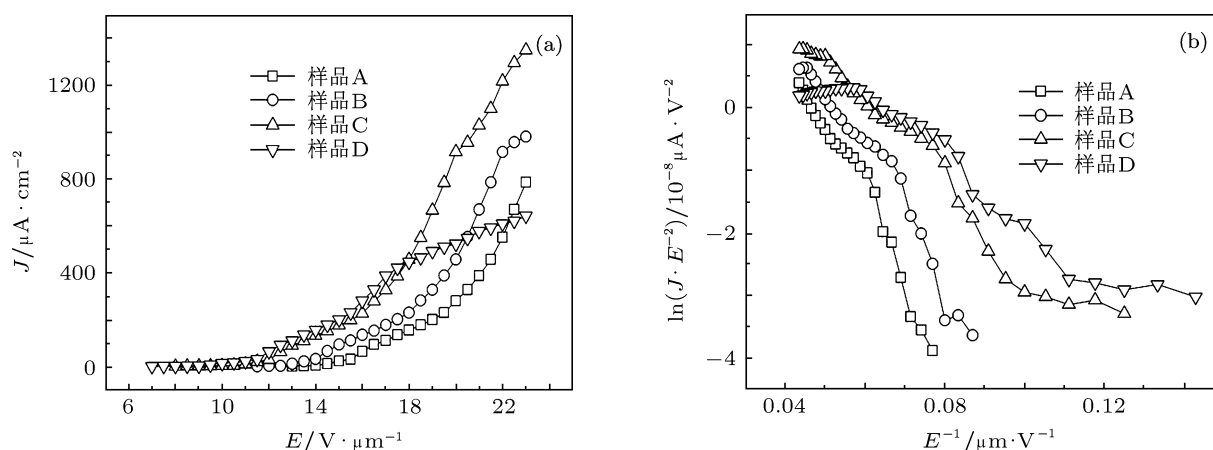 (a)
样品A
样品B
样品C
样品D
1200
800
400
0
J/μA·cm⁻²
6
10
14
18
22
E/V·μm⁻¹
(b)
样品A
样品B
样品C
样品D
0
−2
−4
ln(J·E⁻²)/10⁻⁸μA·V⁻²
0.04
0.08
0.12
E⁻¹/μm·V⁻¹